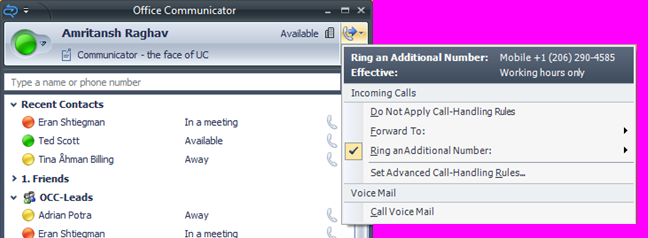 Office Communicator
Amritansh Raghav
Available
Communicator - the face of UC
Type a name or phone number
Recent Contacts
Eran Shtiegman In a meeting
Ted Scott Available
Tina Åhman Billing Away
1. Friends
OCC-Leads
Adrian Potra Away
Eran Shtiegman In a meeting
Ring an Additional Number: Mobile +1 (206) 290-4585
Effective: Working hours only
Incoming Calls
Do Not Apply Call-Handling Rules
Forward To:
Ring an Additional Number:
Set Advanced Call-Handling Rules...
Voice Mail
Call Voice Mail